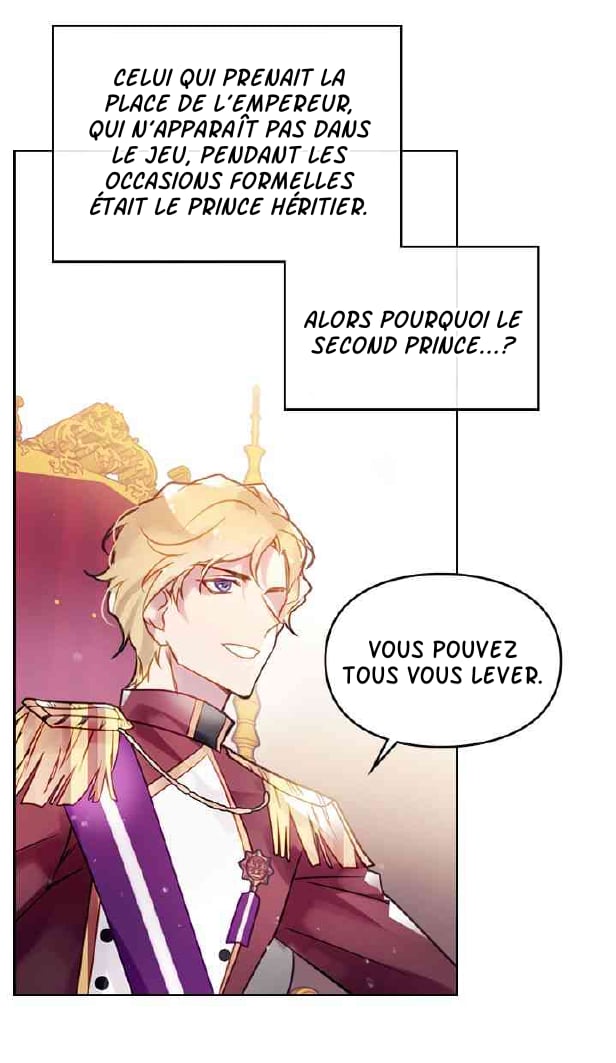 CELUI QUI PRENAIT LA
PLACE DE L'EMPEREUR,
QUI N'APPARAÎT PAS DANS
LE JEU, PENDANT LES
OCCASIONS FORMELLES
ÉTAIT LE PRINCE HÉRITIER.
ALORS POURQUOI LE
SECOND PRINCE...?
VOUS POUVEZ
TOUS VOUS LEVER.